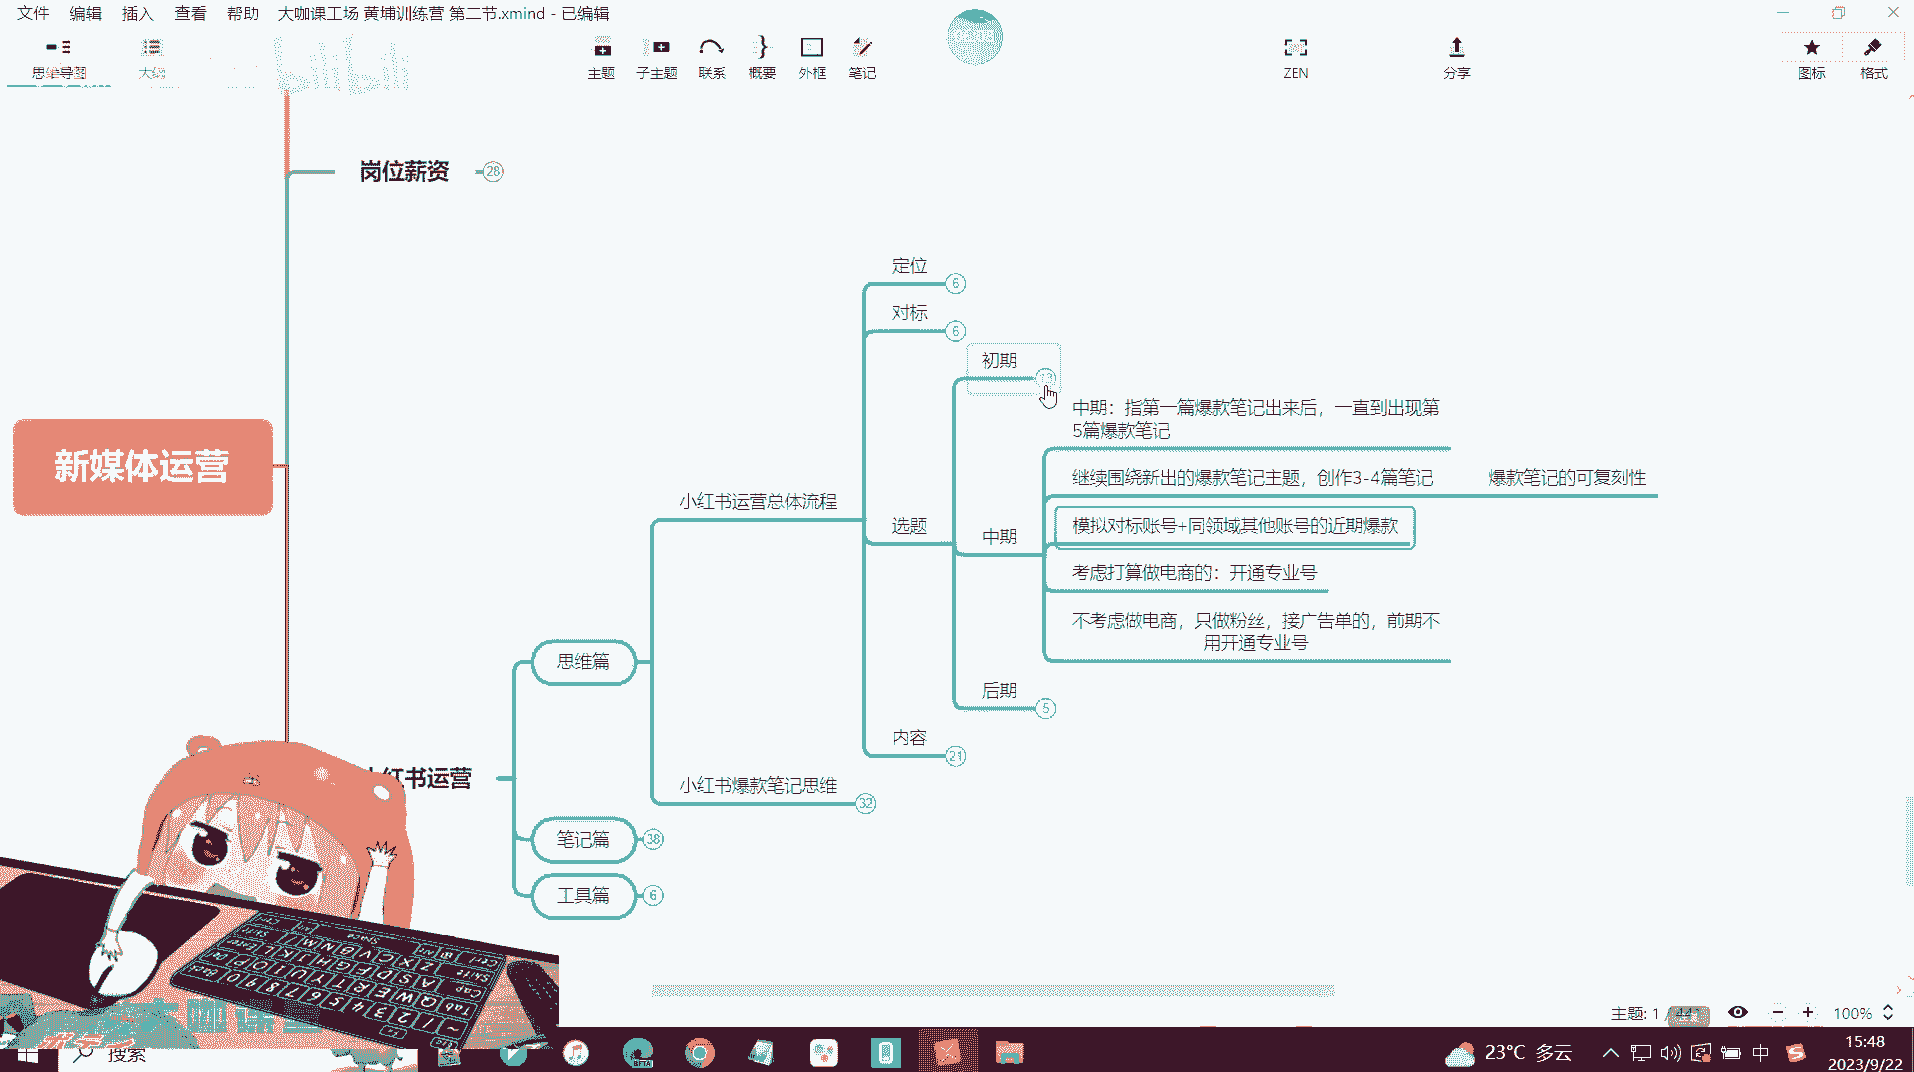 文件 编辑 插入 查看 帮助 大咖课工场 黄埔训练营 第二节.xmind - 已编辑
思维导图 大纲 主题 子主题 联系 概要 外框 笔记 ZEN 分享 图标 格式
bilibili
岗位薪资 28
定位 6
对标 6
初期 13
中期：指第一篇爆款笔记出来后，一直到出现第
5篇爆款笔记
继续围绕新出的爆款笔记主题，创作3-4篇笔记 爆款笔记的可复刻性
新媒体运营
小红书运营总体流程
选题
中期
模拟对标账号+同领域其他账号的近期爆款
考虑打算做电商的：开通专业号
不考虑做电商，只做粉丝，接广告单的，前期不
用开通专业号
思维篇
后期 5
内容 21
小红书运营
小红书爆款笔记思维 32
笔记篇 38
工具篇 6
主题: 1 / 441 100%
搜索
BETA
23°C 多云
中
15:48
2023/9/22